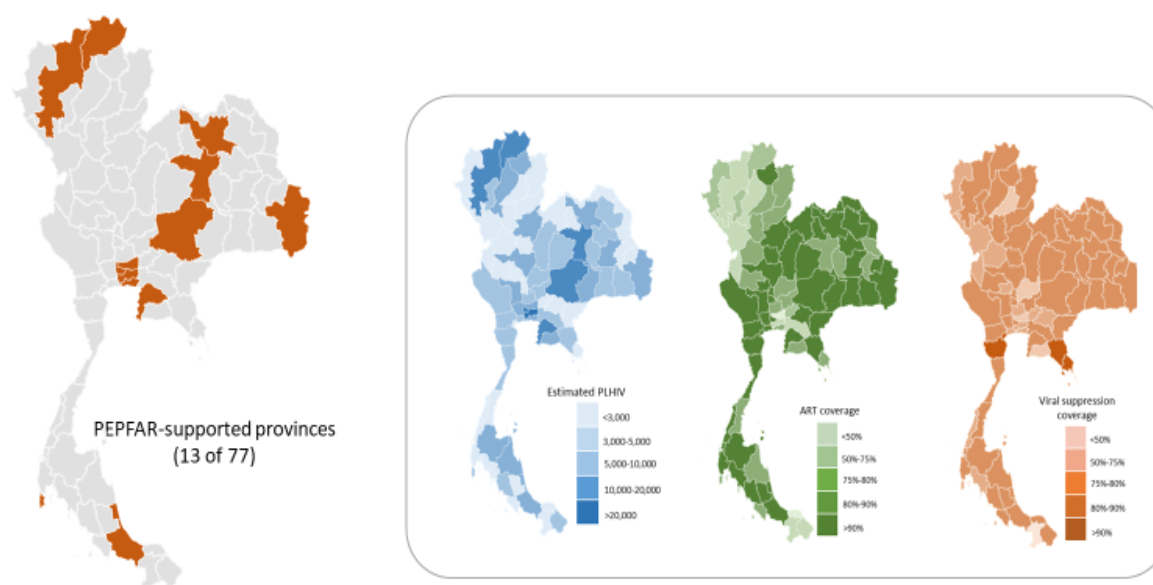 PEPFAR-supported provinces
(13 of 77)
Estimated PLHIV
<3,000
3,000-5,000
5,000-10,000
10,000-20,000
>20,000
ART coverage
<50%
50%-75%
75%-80%
80%-90%
>90%
Viral suppression
coverage
<50%
50%-75%
75%-80%
80%-90%
>90%